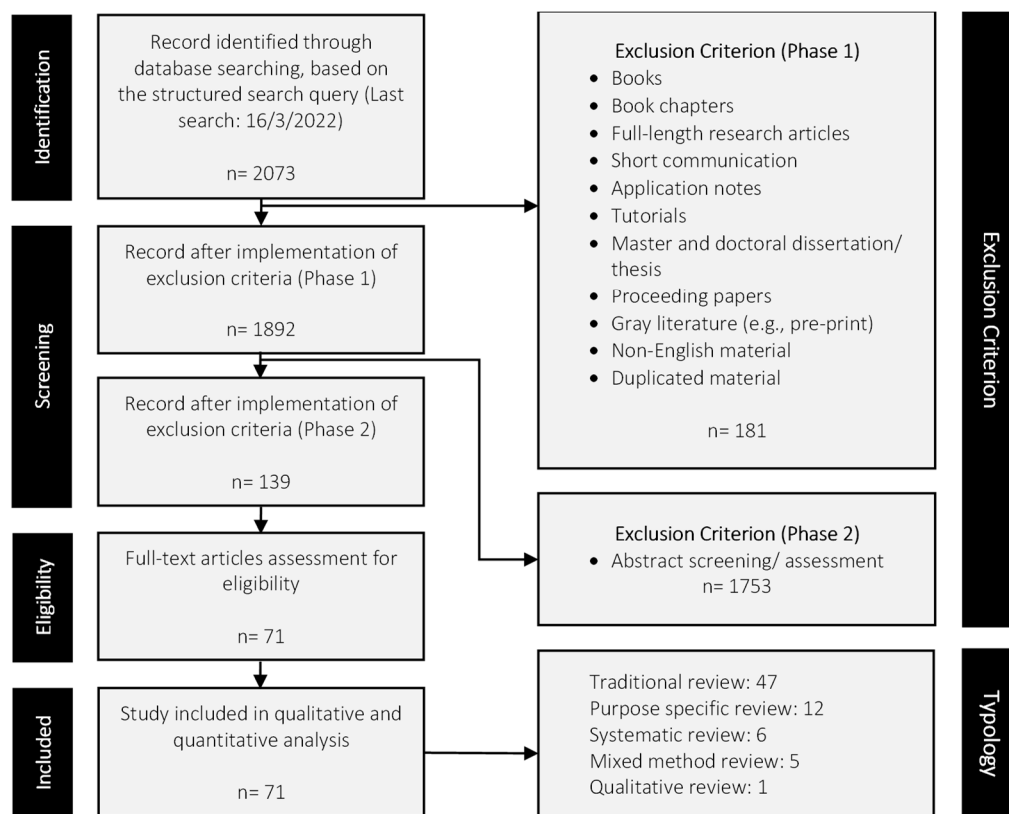 Identification
Record identified through
database searching, based on
the structured search query (Last
search: 16/3/2022)
n= 2073
Screening
Record after implementation of
exclusion criteria (Phase 1)
n= 1892
Record after implementation of
exclusion criteria (Phase 2)
n= 139
Eligibility
Full-text articles assessment for
eligibility
n= 71
Included
Study included in qualitative and
quantitative analysis
n= 71
Exclusion Criterion (Phase 1)
• Books
• Book chapters
• Full-length research articles
• Short communication
• Application notes
• Tutorials
• Master and doctoral dissertation/
thesis
• Proceeding papers
• Gray literature (e.g., pre-print)
• Non-English material
• Duplicated material
n= 181
Exclusion Criterion (Phase 2)
• Abstract screening/ assessment
n= 1753
Exclusion Criterion
Traditional review: 47
Purpose specific review: 12
Systematic review: 6
Mixed method review: 5
Qualitative review: 1
Typology